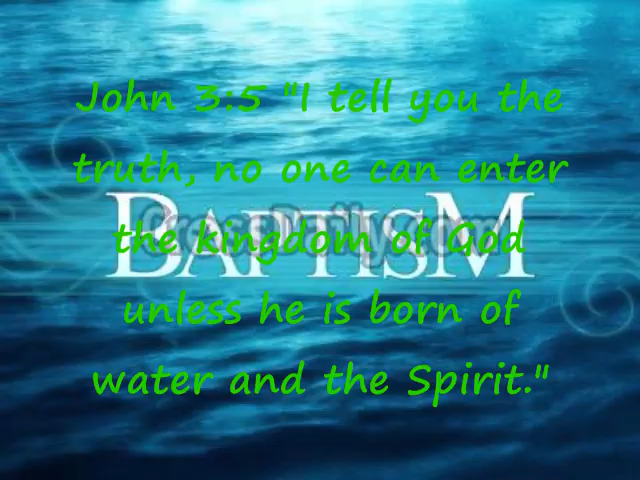 John 3:5 "I tell you the
truth, no one can enter
BAPTISM
the kingdom of God
unless he is born of
water and the Spirit."